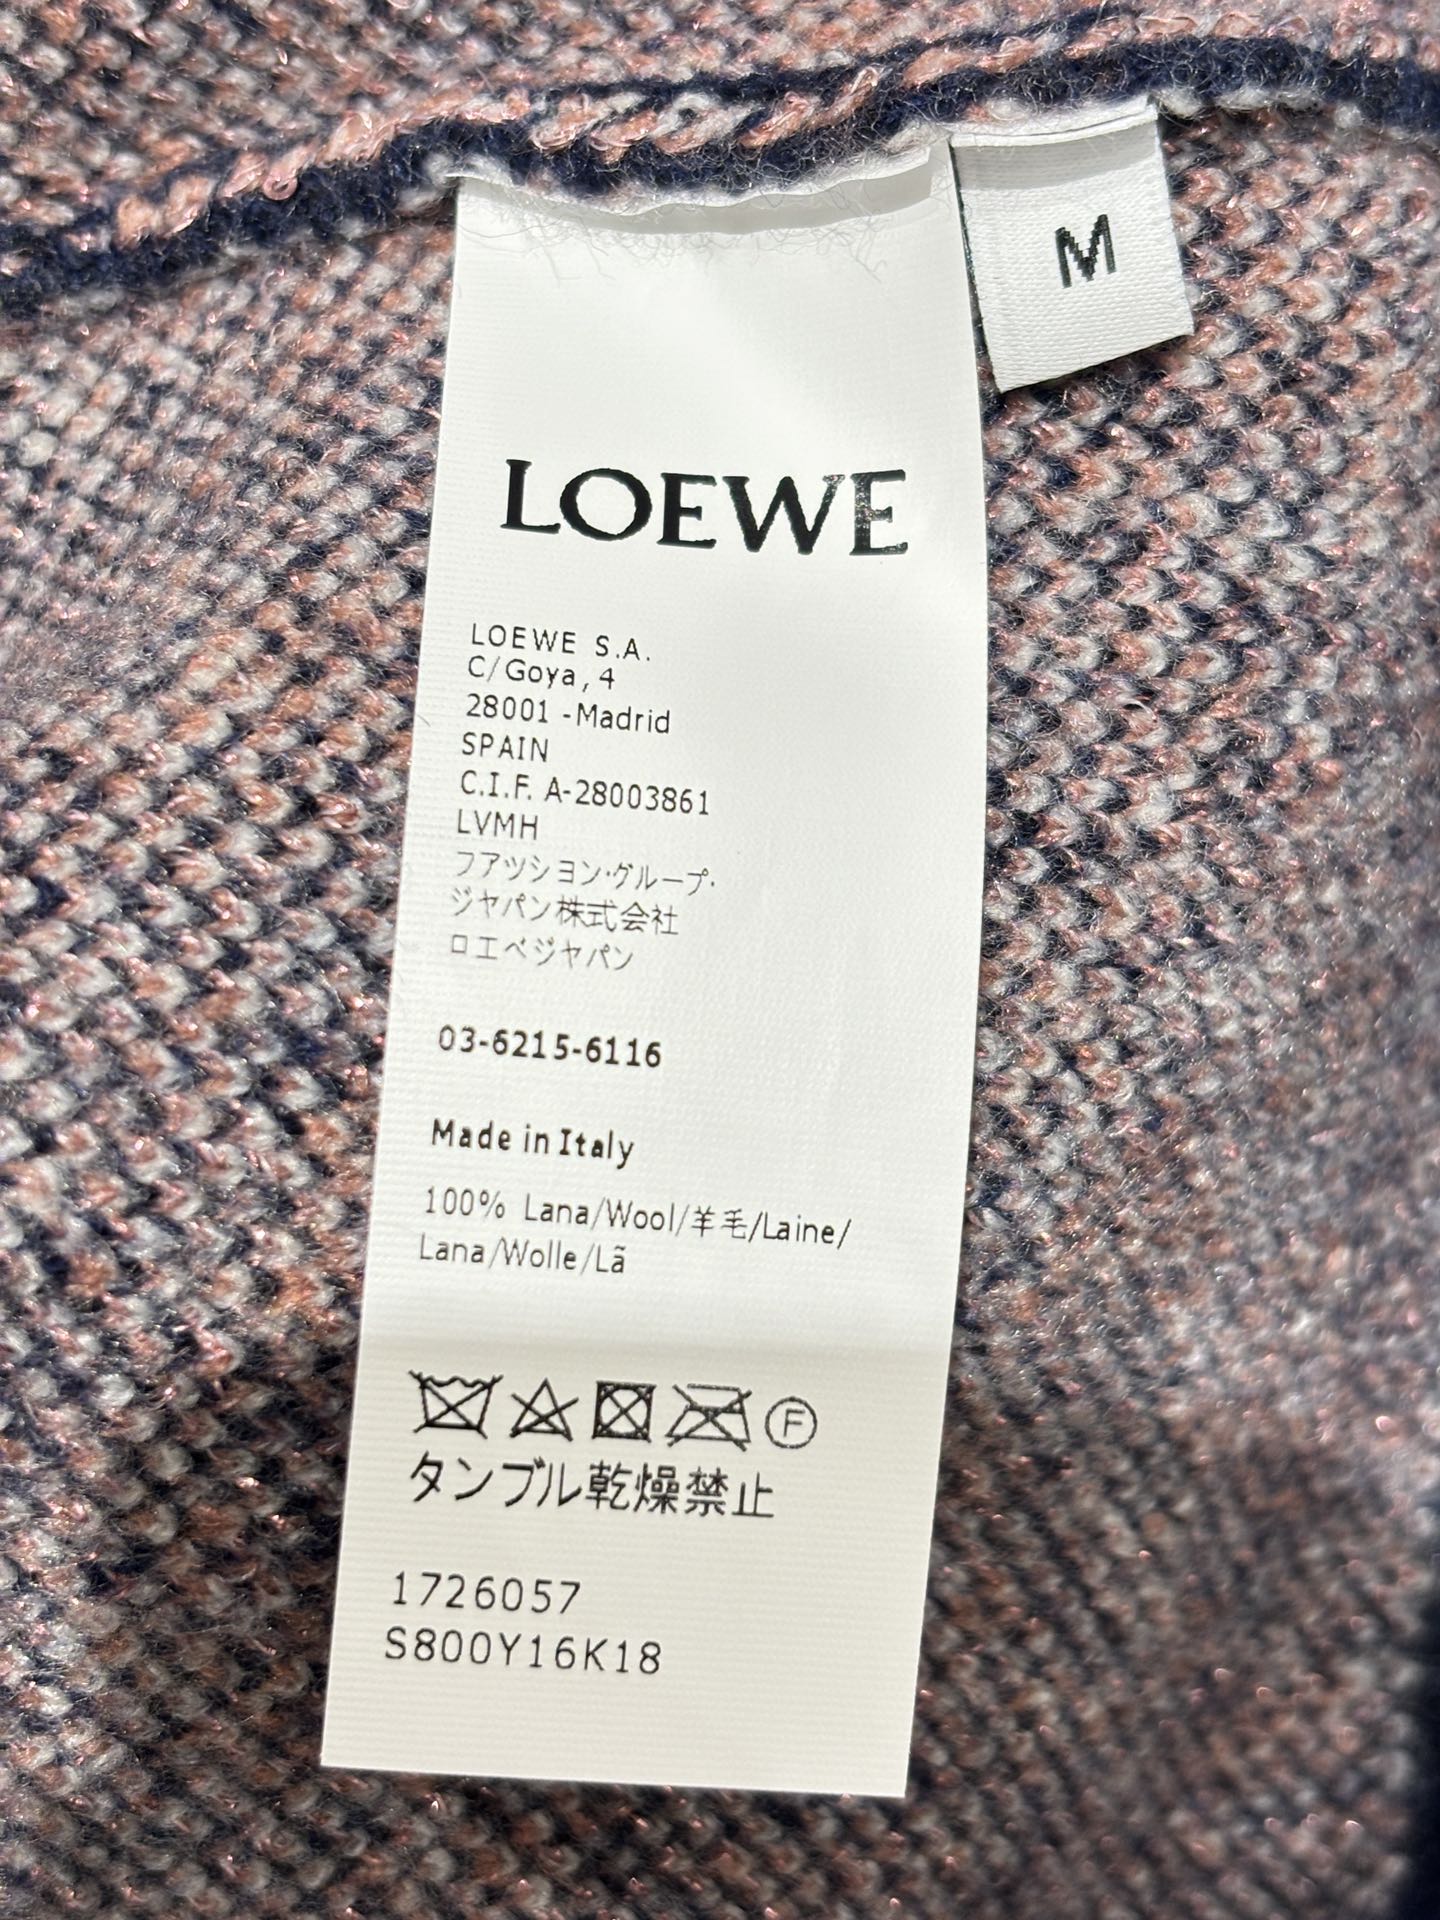 M
LOEWE
LOEWE S.A.
C/Goya, 4
28001 -Madrid
SPAIN
C.I.F. A-28003861
LVMH
ファッション・グループ・
ジャパン株式会社
ロエベジャパン
03-6215-6116
Made in Italy
100% Lana/Wool/羊毛/Laine/
Lana/Wolle/Lã
F
タンブル乾燥禁止
1726057
S800Y16K18